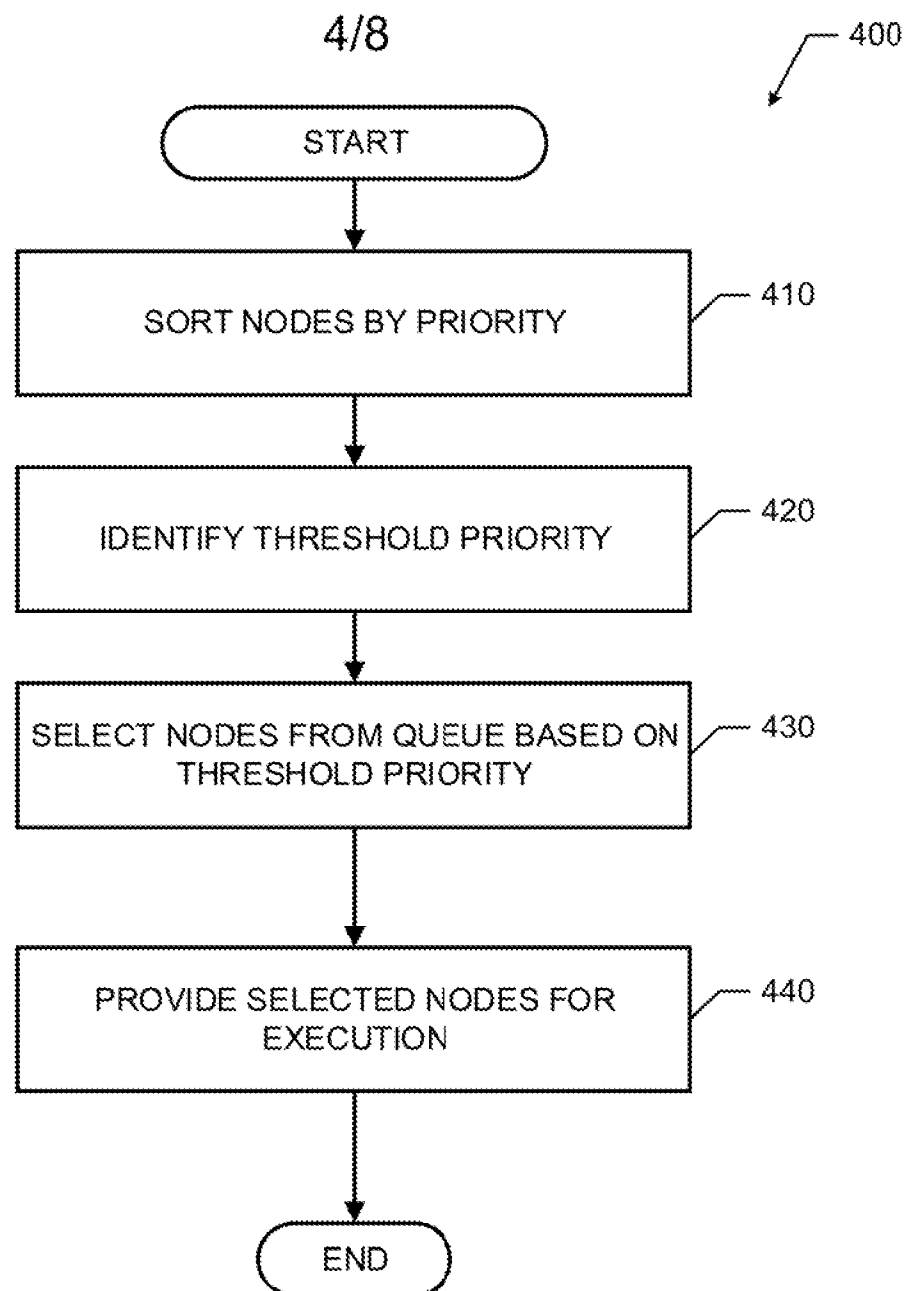 4/8
400
START
SORT NODES BY PRIORITY
410
IDENTIFY THRESHOLD PRIORITY
420
SELECT NODES FROM QUEUE BASED ON
THRESHOLD PRIORITY
430
PROVIDE SELECTED NODES FOR
EXECUTION
440
END